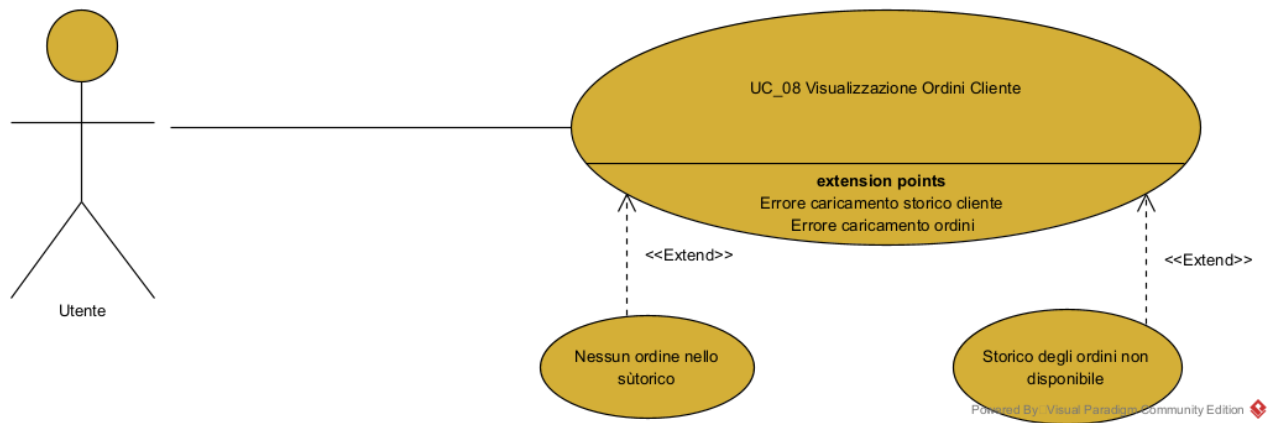 UC_08 Visualizzazione Ordini Cliente
extension points
Errore caricamento storico cliente
Errore caricamento ordini
<<Extend>>
<<Extend>>
Utente
Nessun ordine nello
sùtorico
Storico degli ordini non
disponibile
Powered By: Visual Paradigm Community Edition